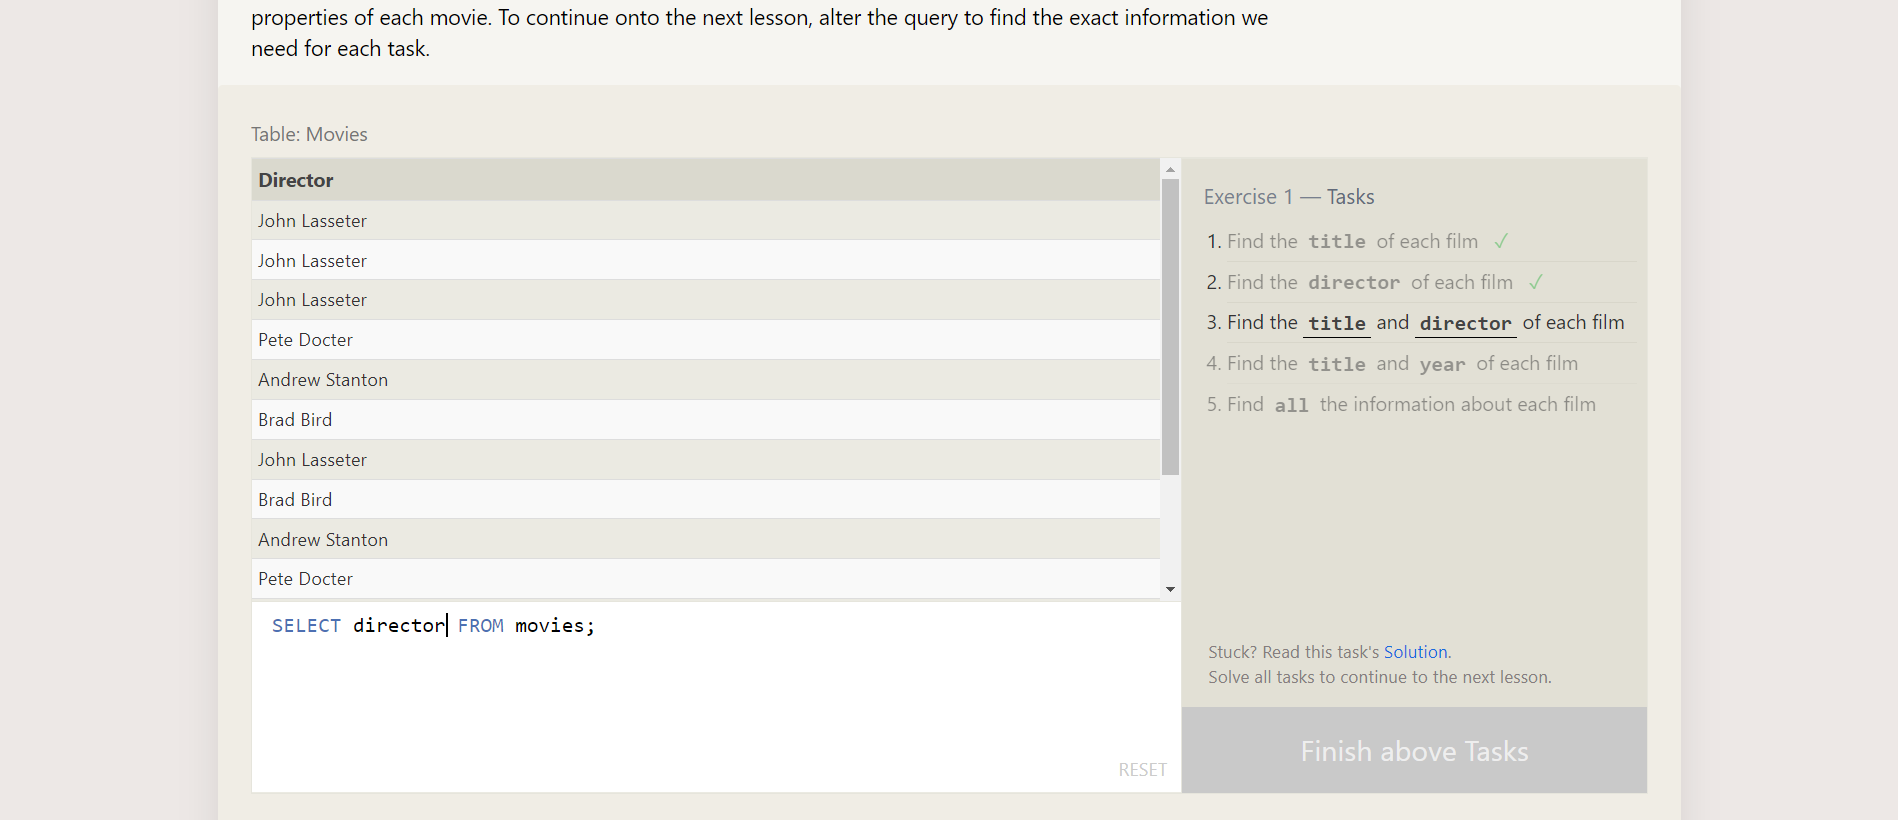 properties of each movie. To continue onto the next lesson, alter the query to find the exact information we
need for each task.
Table: Movies
Director
John Lasseter
John Lasseter
John Lasseter
Pete Docter
Andrew Stanton
Brad Bird
John Lasseter
Brad Bird
Andrew Stanton
Pete Docter
SELECT director FROM movies;
RESET
Exercise 1 — Tasks
1. Find the title of each film ✓
2. Find the director of each film ✓
3. Find the title and director of each film
4. Find the title and year of each film
5. Find all the information about each film
Stuck? Read this task's Solution.
Solve all tasks to continue to the next lesson.
Finish above Tasks